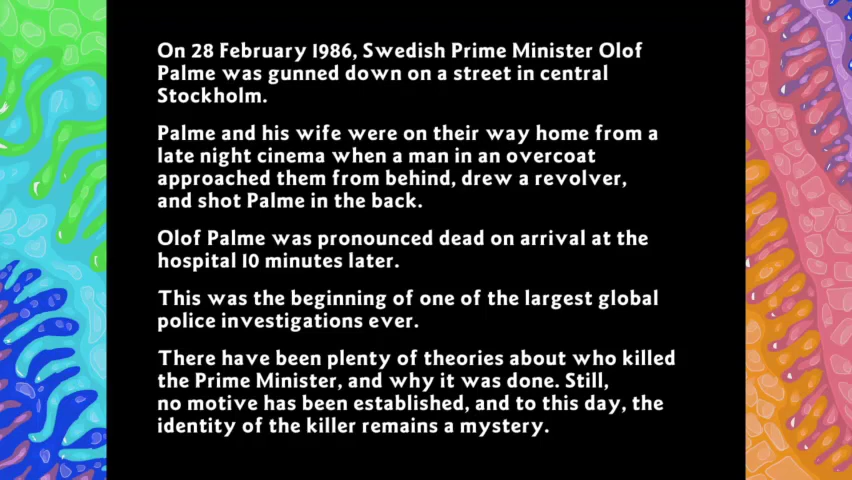 On 28 February 1986, Swedish Prime Minister Olof
Palme was gunned down on a street in central
Stockholm.
Palme and his wife were on their way home from a
late night cinema when a man in an overcoat
approached them from behind, drew a revolver,
and shot Palme in the back.
Olof Palme was pronounced dead on arrival at the
hospital 10 minutes later.
This was the beginning of one of the largest global
police investigations ever.
There have been plenty of theories about who killed
the Prime Minister, and why it was done. Still,
no motive has been established, and to this day, the
identity of the killer remains a mystery.